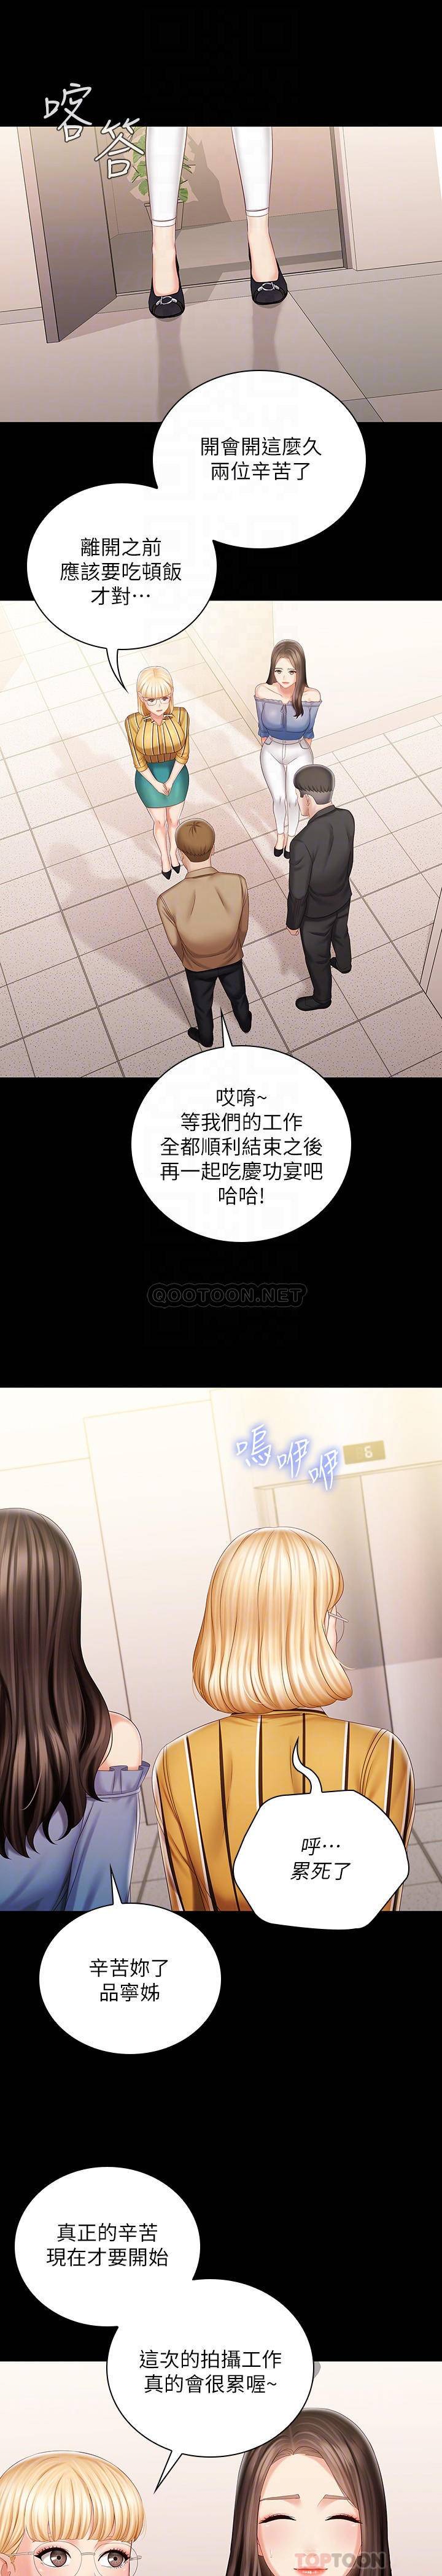 喀答
開會開這麼久
兩位辛苦了
離開之前
應該要吃頓飯
才對…
哎唷~
等我們的工作
全都順利結束之後
再一起吃慶功宴吧
哈哈!
QOOTOON.NET
嗚咿咿
6
呼…
累死了
辛苦妳了
品寧姊
真正的辛苦
現在才要開始
這次的拍攝工作
真的會很累喔~
TOPTOON